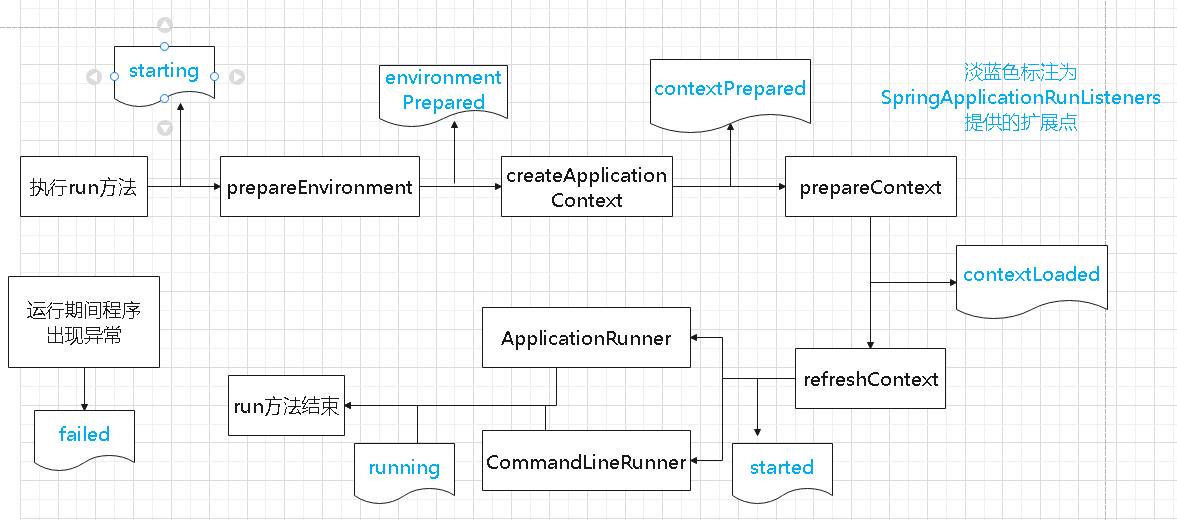 starting
environment
Prepared
contextPrepared
淡蓝色标注为
SpringApplicationRunListeners
提供的扩展点
执行run方法
prepareEnvironment
createApplication
Context
prepareContext
contextLoaded
运行期间程序
出现异常
ApplicationRunner
refreshContext
run方法结束
failed
running
CommandLineRunner
started